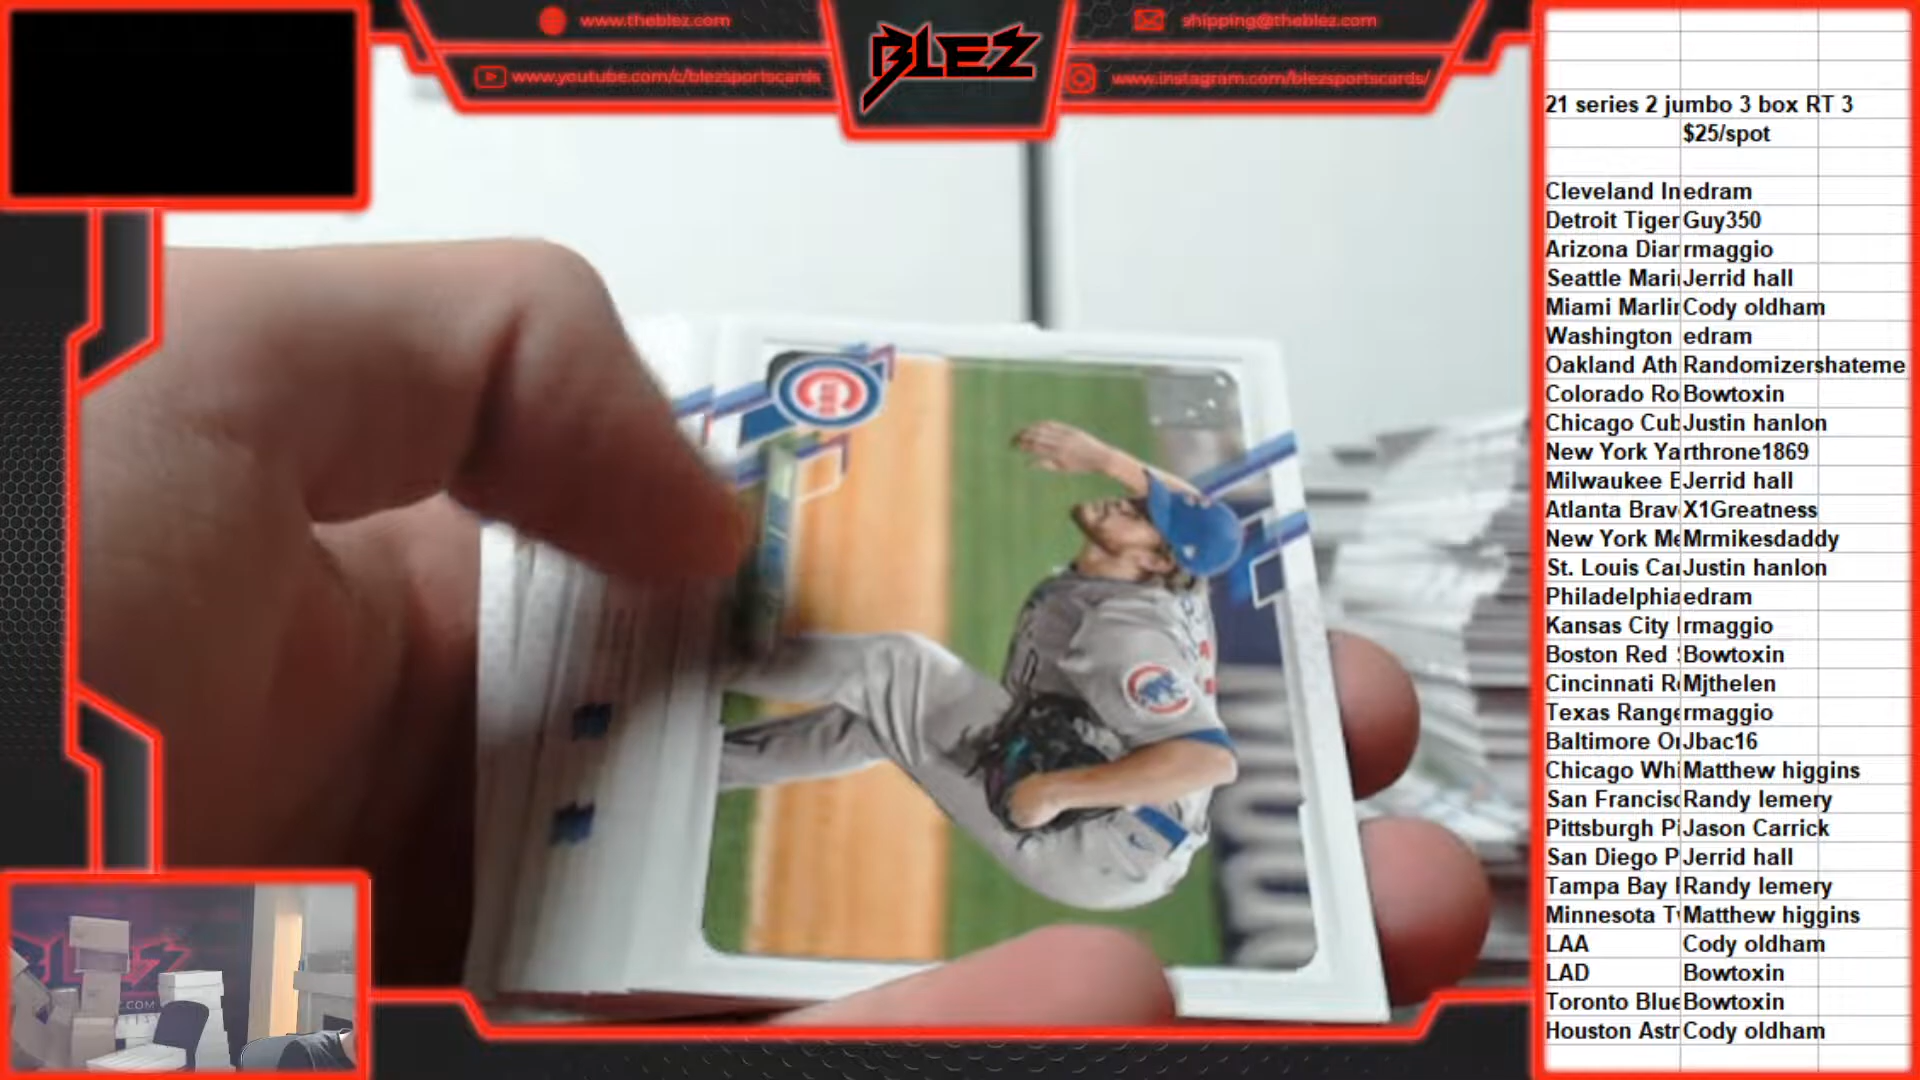 www.theblez.com
shipping@theblez.com
BLEZ
www.youtube.com/c/blezsportscards
www.instagram.com/blezsportscards/
21 series 2 jumbo 3 box RT 3
$25/spot
Cleveland In edram
Detroit Tiger Guy350
Arizona Diar rmaggio
Seattle Mari Jerrid hall
Miami Marlin Cody oldham
Washington edram
Oakland Ath Randomizershateme
Colorado Ro Bowtoxin
Chicago Cub Justin hanlon
New York Ya rthrone1869
Milwaukee B Jerrid hall
Atlanta Brav X1Greatness
New York Me Mrmikesdaddy
St. Louis Car Justin hanlon
Philadelphia edram
Kansas City rmaggio
Boston Red Bowtoxin
Cincinnati R Mjthelen
Texas Range rmaggio
Baltimore O Jbac16
Chicago Whi Matthew higgins
San Francisc Randy lemery
Pittsburgh P Jason Carrick
San Diego P Jerrid hall
Tampa Bay Randy lemery
Minnesota Tw Matthew higgins
LAA Cody oldham
LAD Bowtoxin
Toronto Blue Bowtoxin
Houston Astr Cody oldham